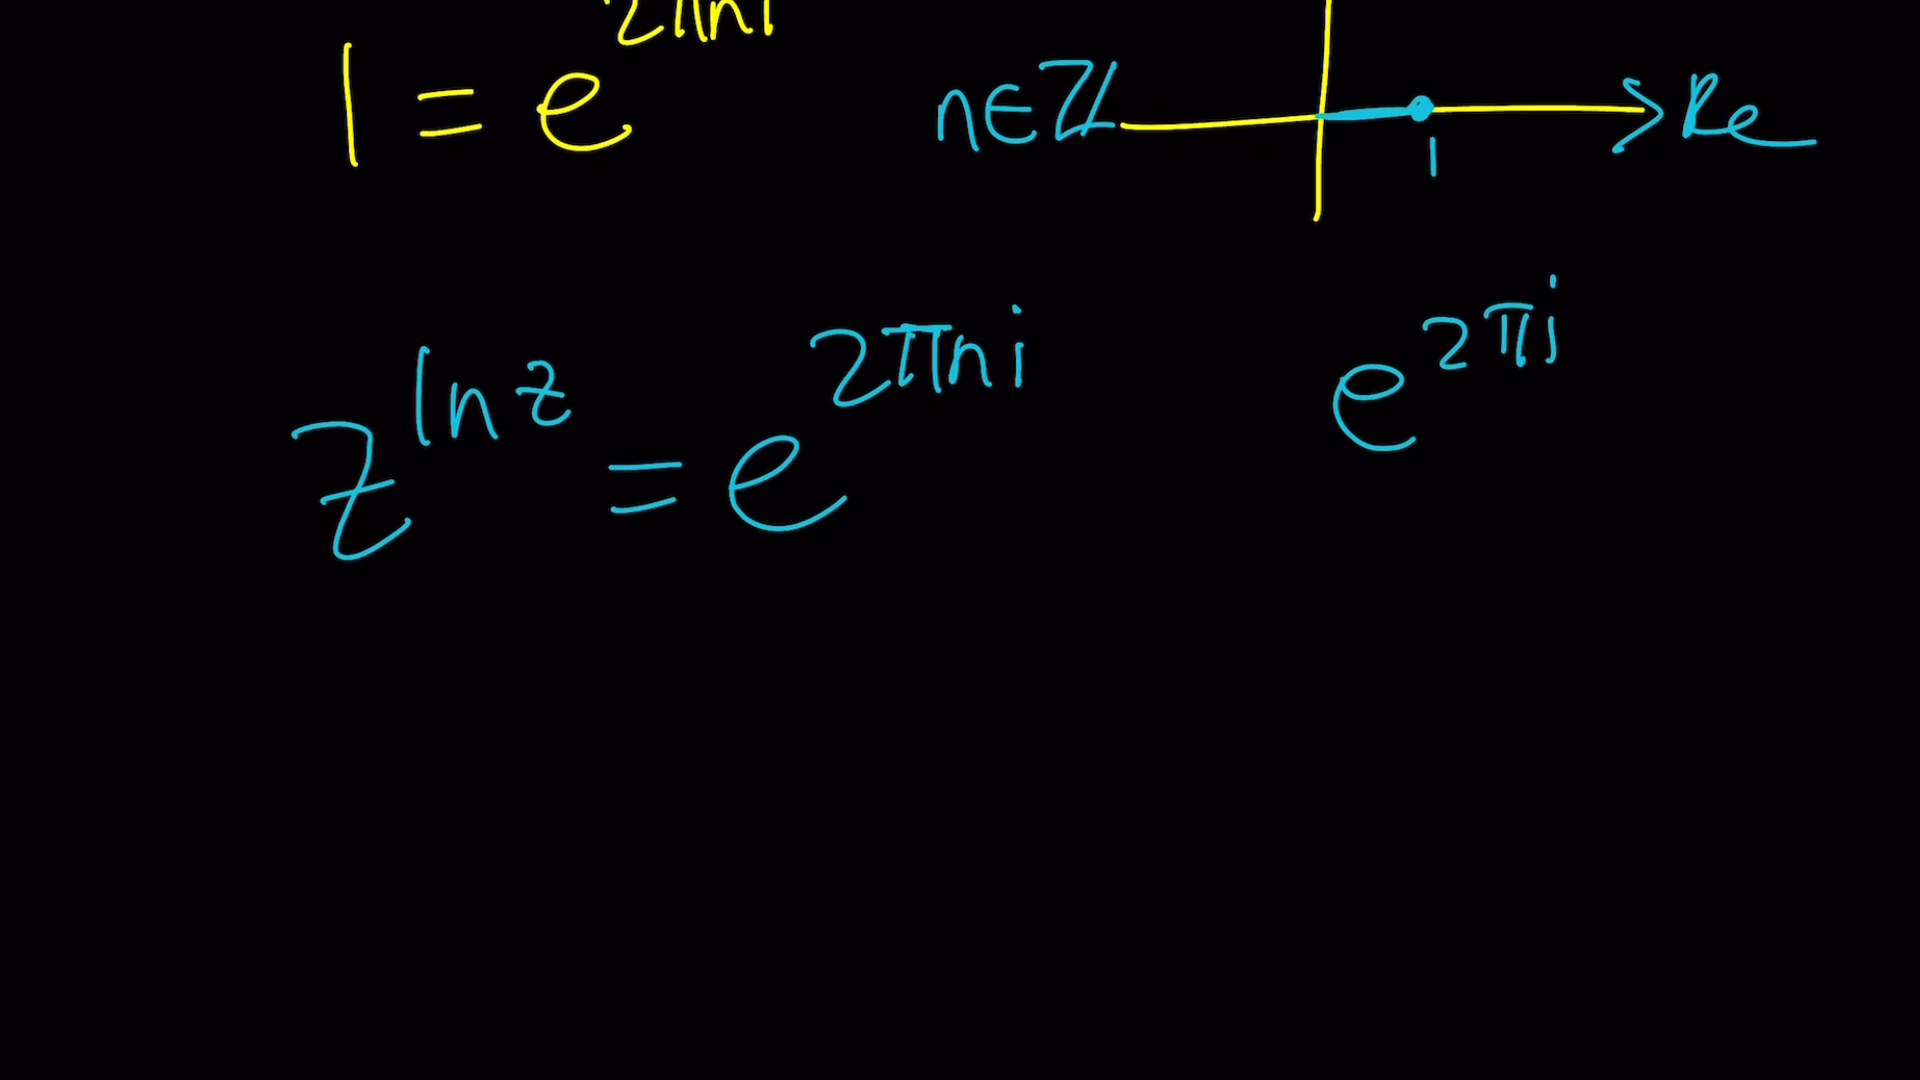 1 = e^{2πni} n∈ℤ Re
1
z^{ln z} = e^{2πni} e^{2πi}